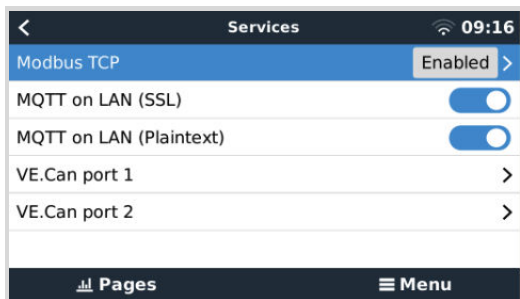 Services 09:16
Modbus TCP Enabled
MQTT on LAN (SSL)
MQTT on LAN (Plaintext)
VE.Can port 1
VE.Can port 2
Pages Menu